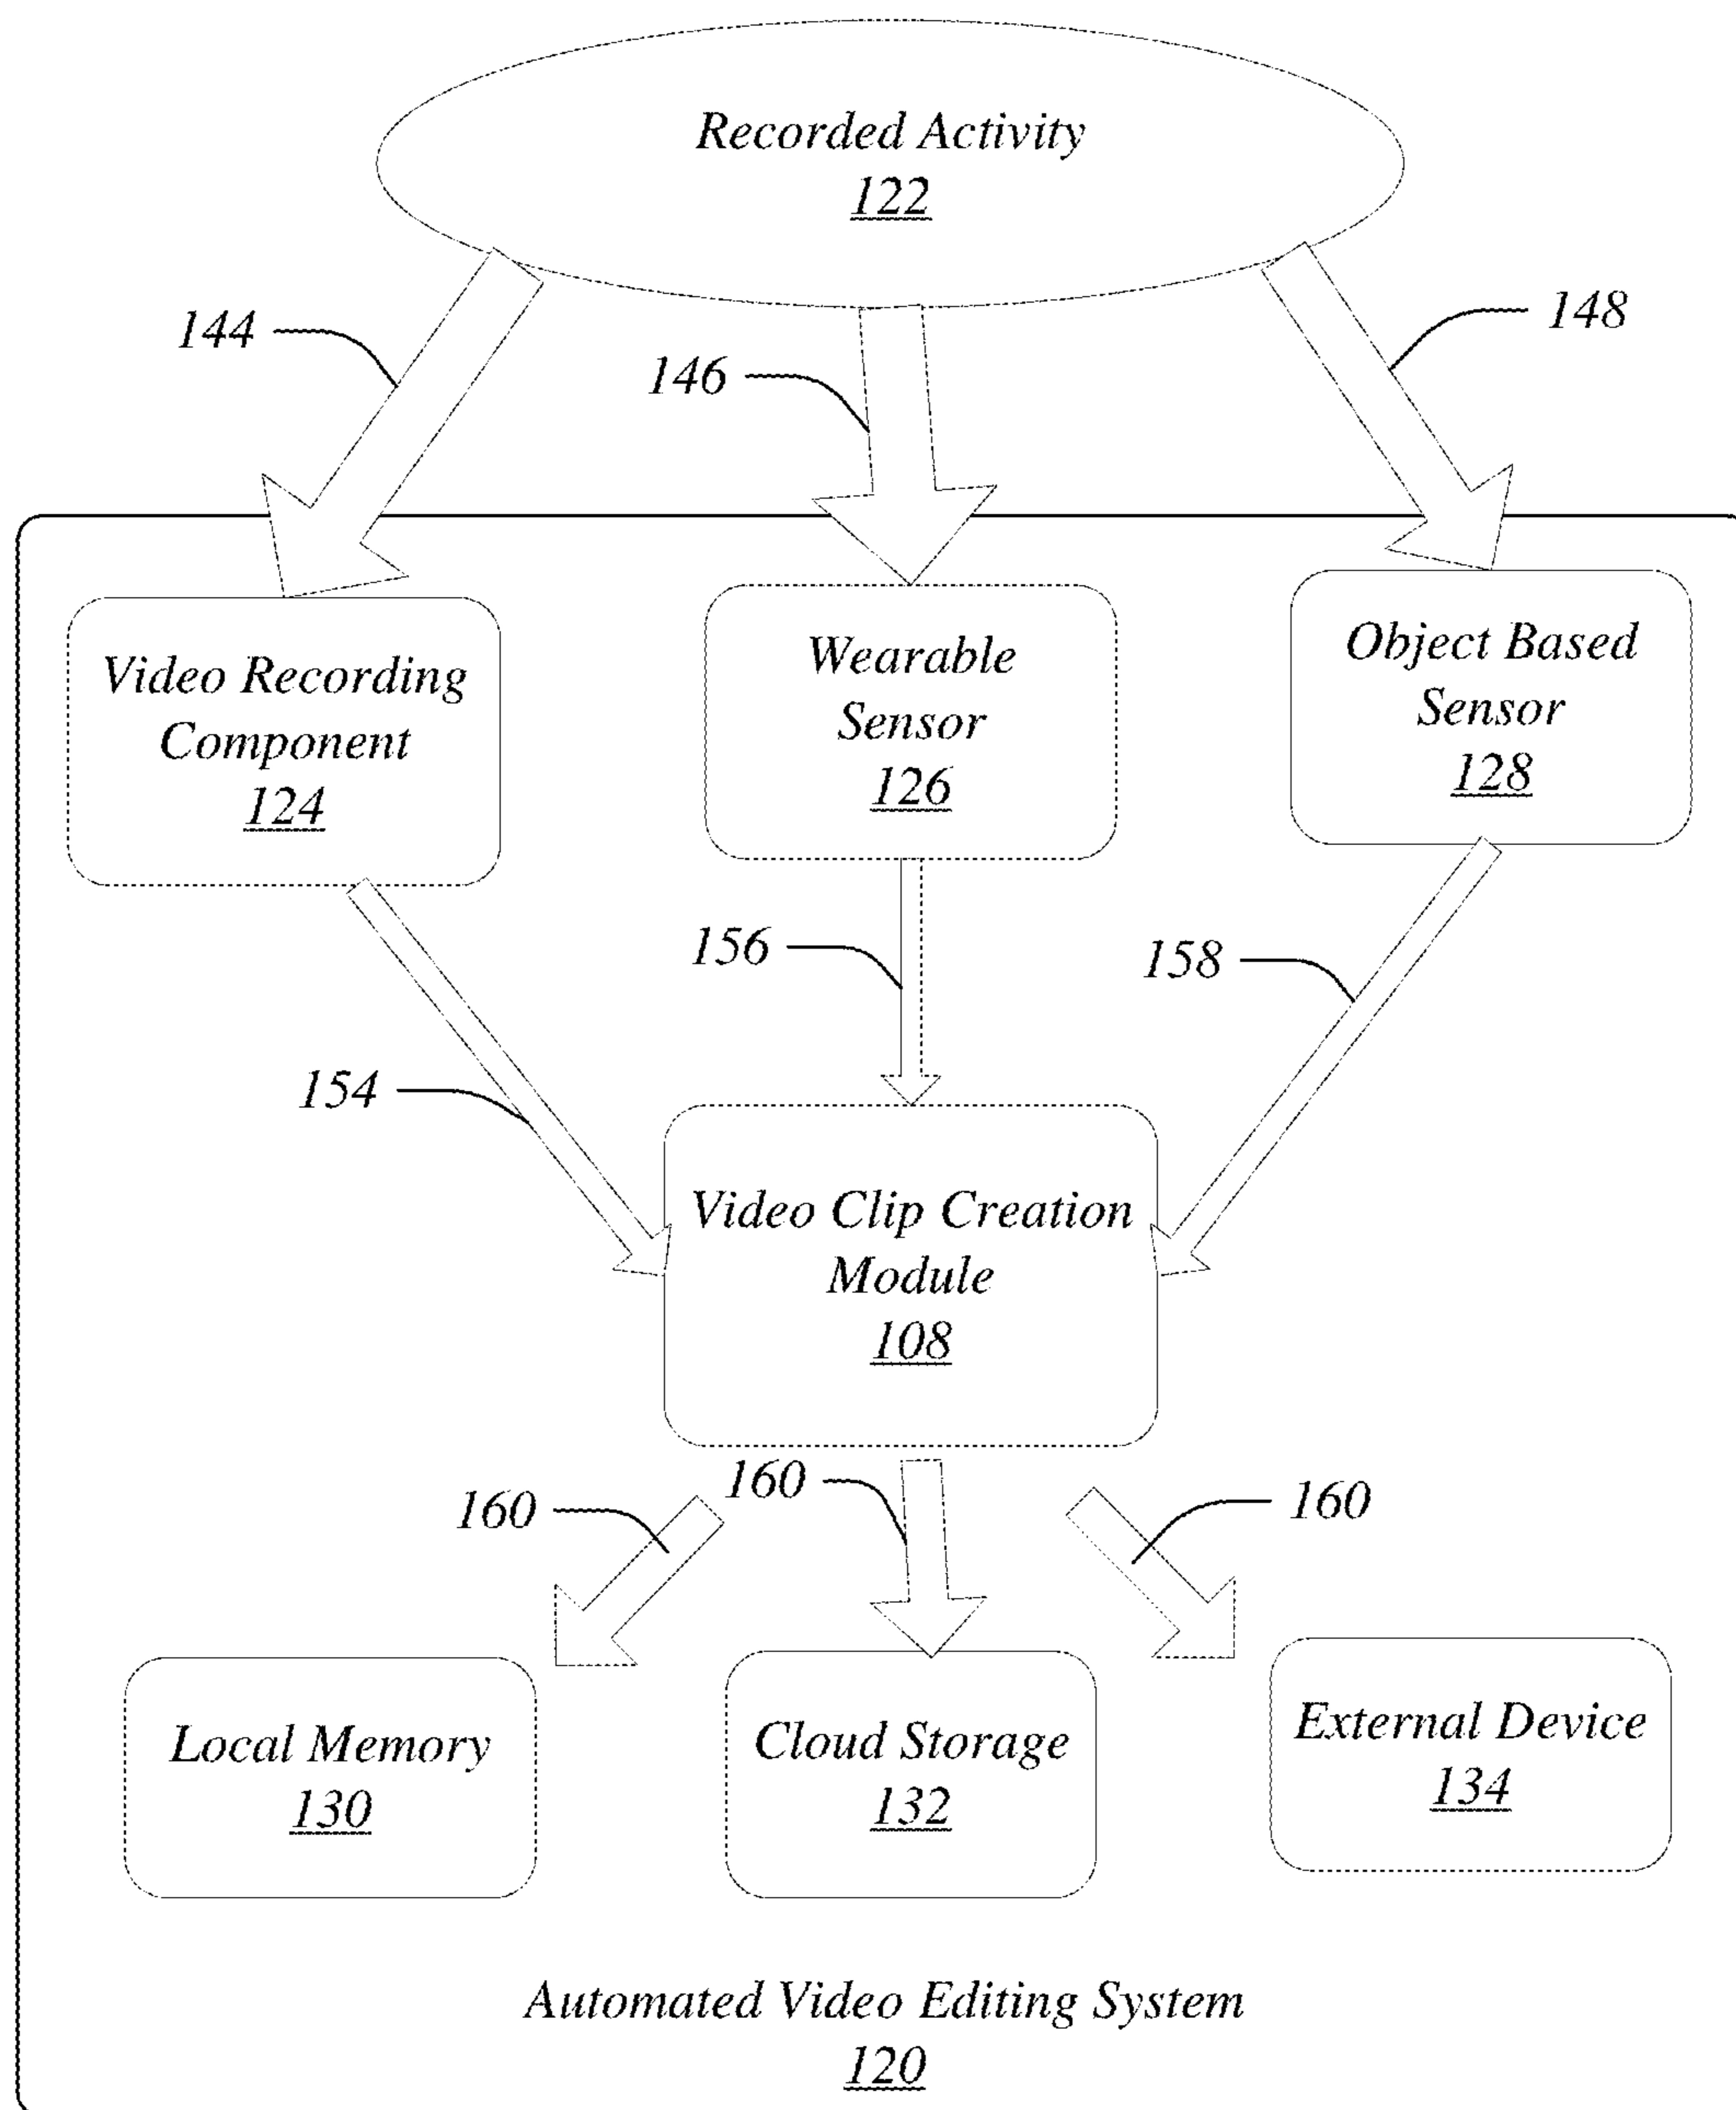 Recorded Activity
122
144
146
148
Video Recording
Component
124
Wearable
Sensor
126
Object Based
Sensor
128
154
156
158
Video Clip Creation
Module
108
160
160
160
Local Memory
130
Cloud Storage
132
External Device
134
Automated Video Editing System
120